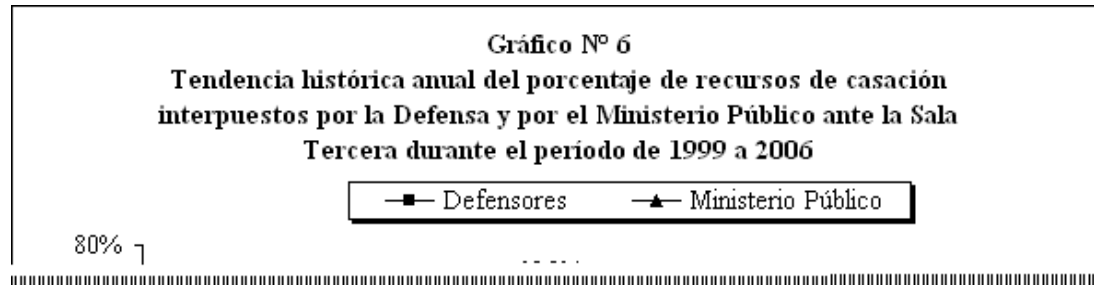 Gráfico Nº 6
Tendencia histórica anual del porcentaje de recursos de casación
interpuestos por la Defensa y por el Ministerio Público ante la Sala
Tercera durante el período de 1999 a 2006
Defensores Ministerio Público
80%